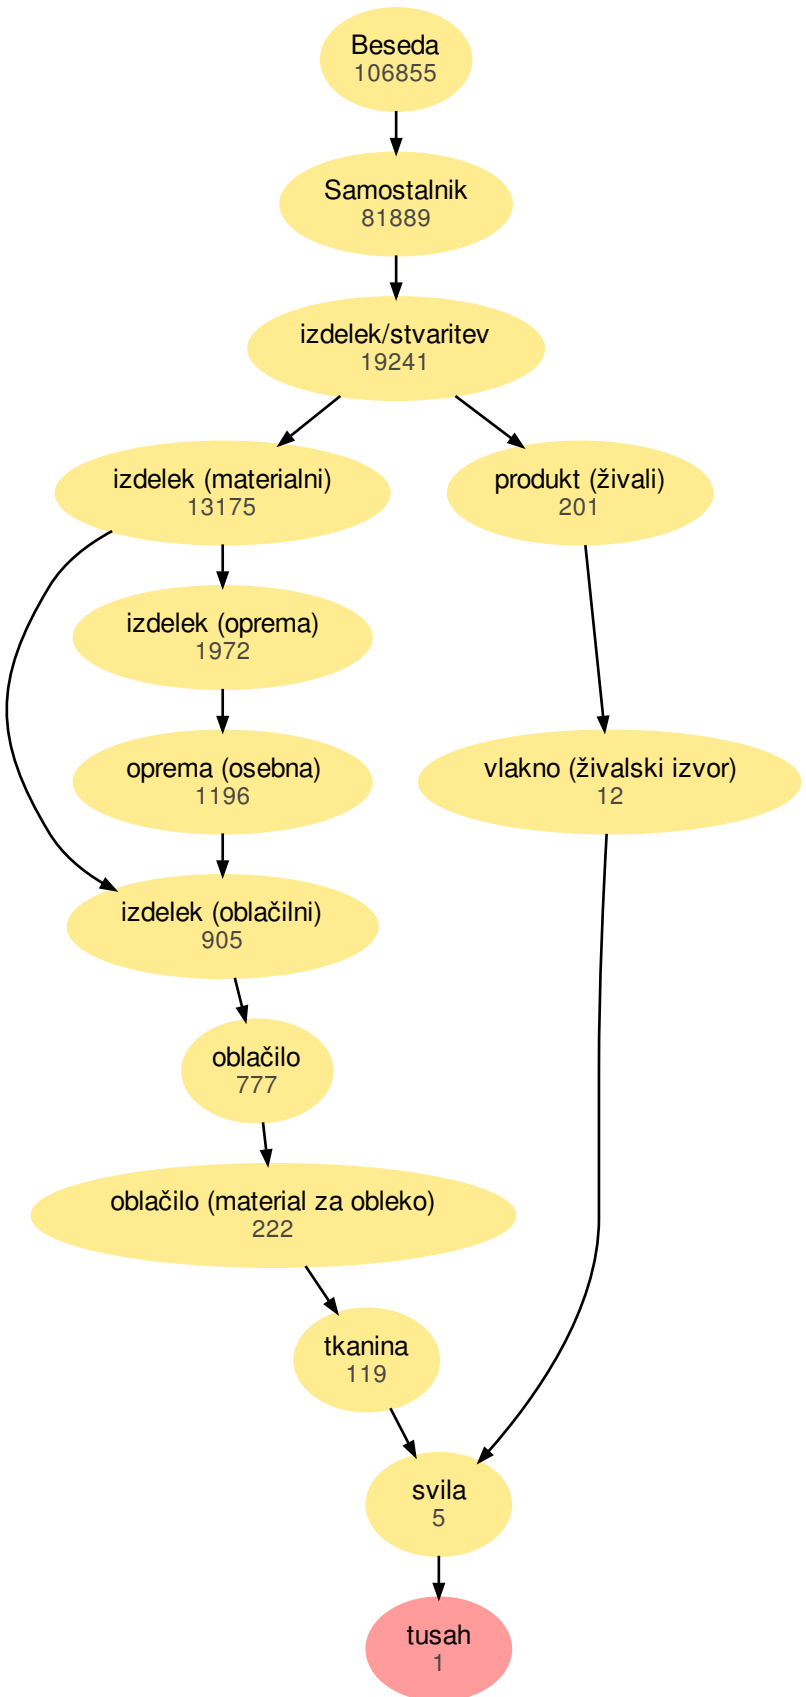 Beseda
106855
Samostalnik
81889
izdelek/stvaritev
19241
izdelek (materialni)
13175
produkt (živali)
201
izdelek (oprema)
1972
oprema (osebna)
1196
vlakno (živalski izvor)
12
izdelek (oblačilni)
905
oblačilo
777
oblačilo (material za obleko)
222
tkanina
119
svila
5
tusah
1